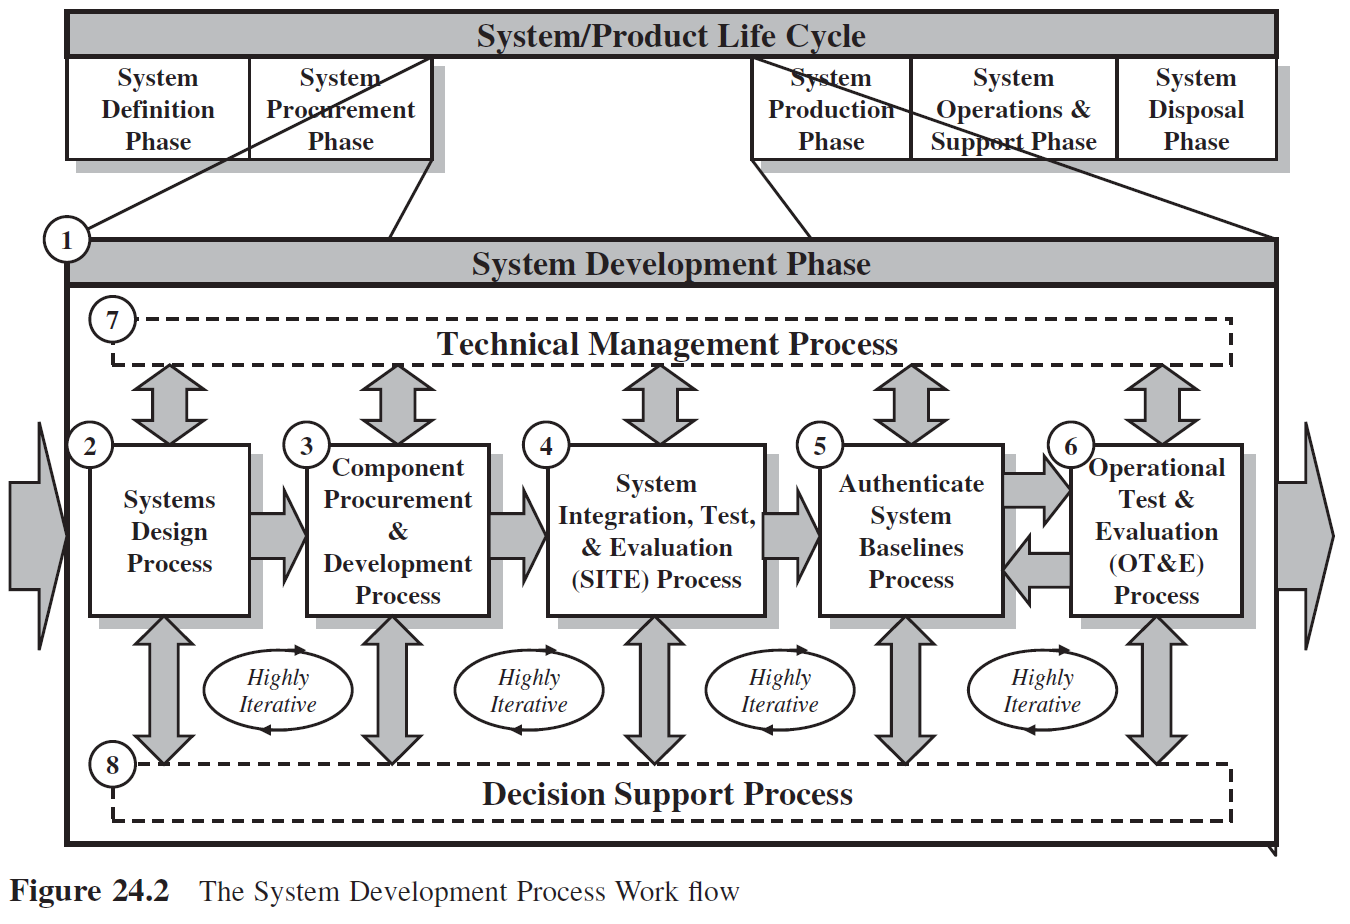 System/Product Life Cycle
System
Definition
Phase
System
Procurement
Phase
System
Production
Phase
System
Operations &
Support Phase
System
Disposal
Phase
1
System Development Phase
7
Technical Management Process
2
Systems
Design
Process
3
Component
Procurement
&
Development
Process
4
System
Integration, Test,
& Evaluation
(SITE) Process
5
Authenticate
System
Baselines
Process
6
Operational
Test &
Evaluation
(OT&E)
Process
Highly
Iterative
Highly
Iterative
Highly
Iterative
Highly
Iterative
8
Decision Support Process
Figure 24.2 The System Development Process Work flow